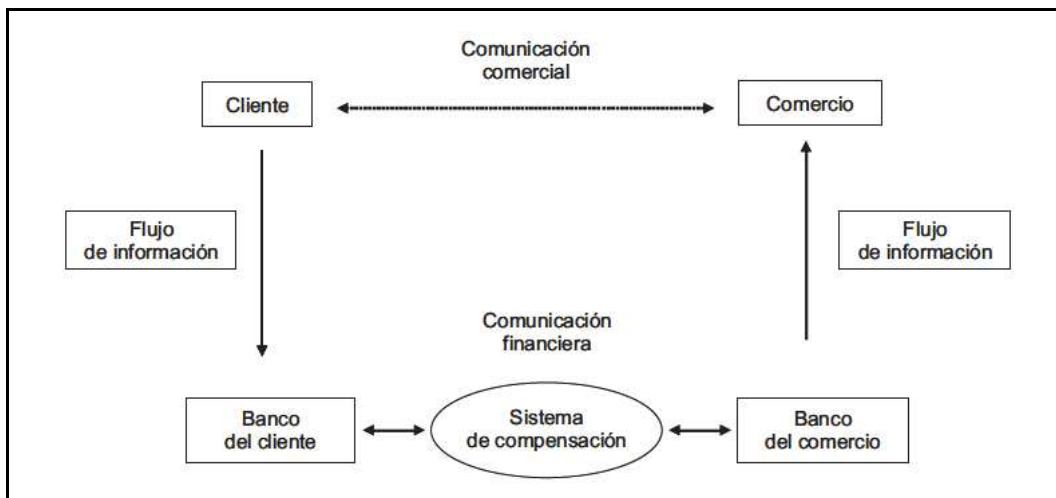 Comunicación
comercial
Cliente
Comercio
Flujo
de información
Flujo
de información
Comunicación
financiera
Banco
del cliente
Sistema
de compensación
Banco
del comercio